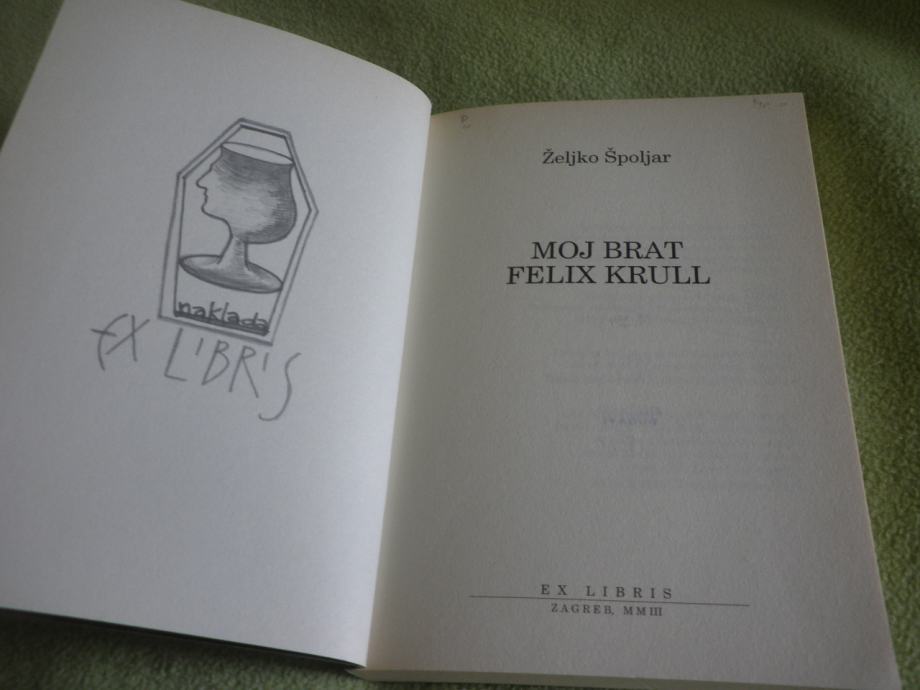 naklada
EX LIBRIS
Željko Špoljar
MOJ BRAT
FELIX KRULL
EX LIBRIS
ZAGREB, MMIII